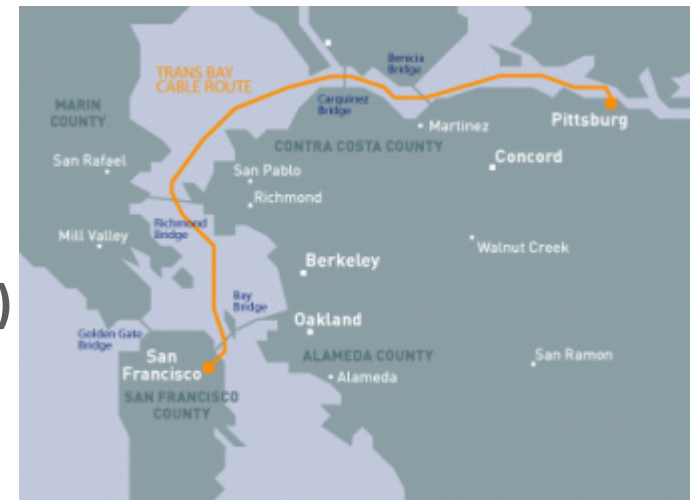 TRANS BAY
CABLE ROUTE
Benicia
Bridge
Carquinez
Bridge
MARIN
COUNTY
Martinez
Pittsburg
CONTRA COSTA COUNTY
Concord
San Rafael
San Pablo
Richmond
Richmond
Bridge
Mill Valley
Walnut Creek
Berkeley
)
Bay
Bridge
Oakland
Golden Gate
Bridge
San
Francisco
ALAMEDA COUNTY
San Ramon
Alameda
SAN FRANCISCO
COUNTY